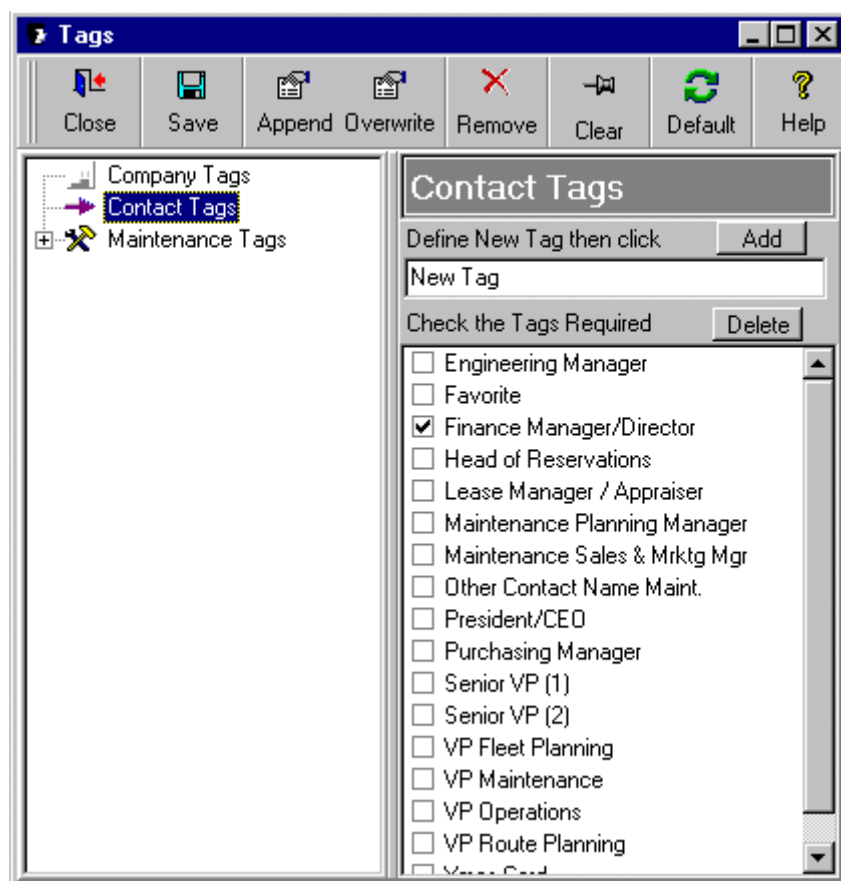 Tags
Close Save Append Overwrite Remove Clear Default Help
Company Tags
Contact Tags
Maintenance Tags
Contact Tags
Define New Tag then click Add
New Tag
Check the Tags Required Delete
Engineering Manager
Favorite
Finance Manager/Director
Head of Reservations
Lease Manager / Appraiser
Maintenance Planning Manager
Maintenance Sales & Mrktg Mgr
Other Contact Name Maint.
President/CEO
Purchasing Manager
Senior VP (1)
Senior VP (2)
VP Fleet Planning
VP Maintenance
VP Operations
VP Route Planning